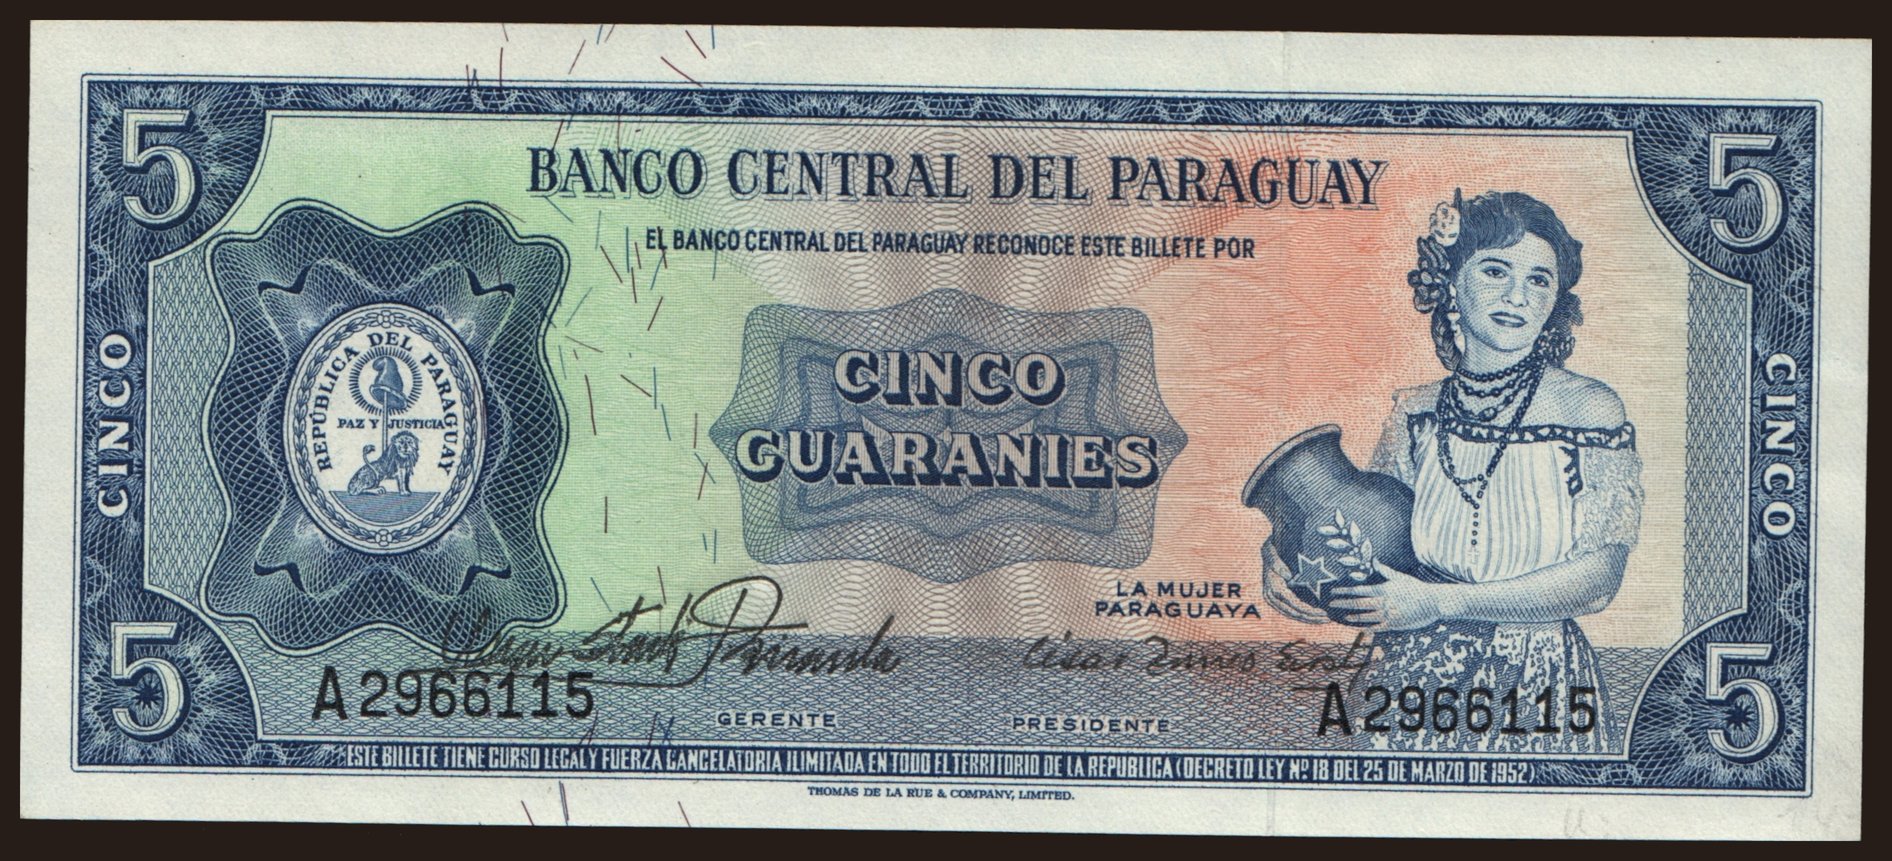 5
5
BANCO CENTRAL DEL PARAGUAY
EL BANCO CENTRAL DEL PARAGUAY RECONOCE ESTE BILLETE POR
CINCO
REPÚBLICA DEL PARAGUAY
PAZ Y JUSTICIA
CINCO
GUARANIES
CINCO
LA MUJER
PARAGUAYA
A2966115
A2966115
GERENTE
PRESIDENTE
5
5
ESTE BILLETE TIENE CURSO LEGAL Y FUERZA CANCELATORIA ILIMITADA EN TODO EL TERRITORIO DE LA REPUBLICA (DECRETO LEY Nº 18 DEL 25 DE MARZO DE 1952)
THOMAS DE LA RUE & COMPANY, LIMITED.